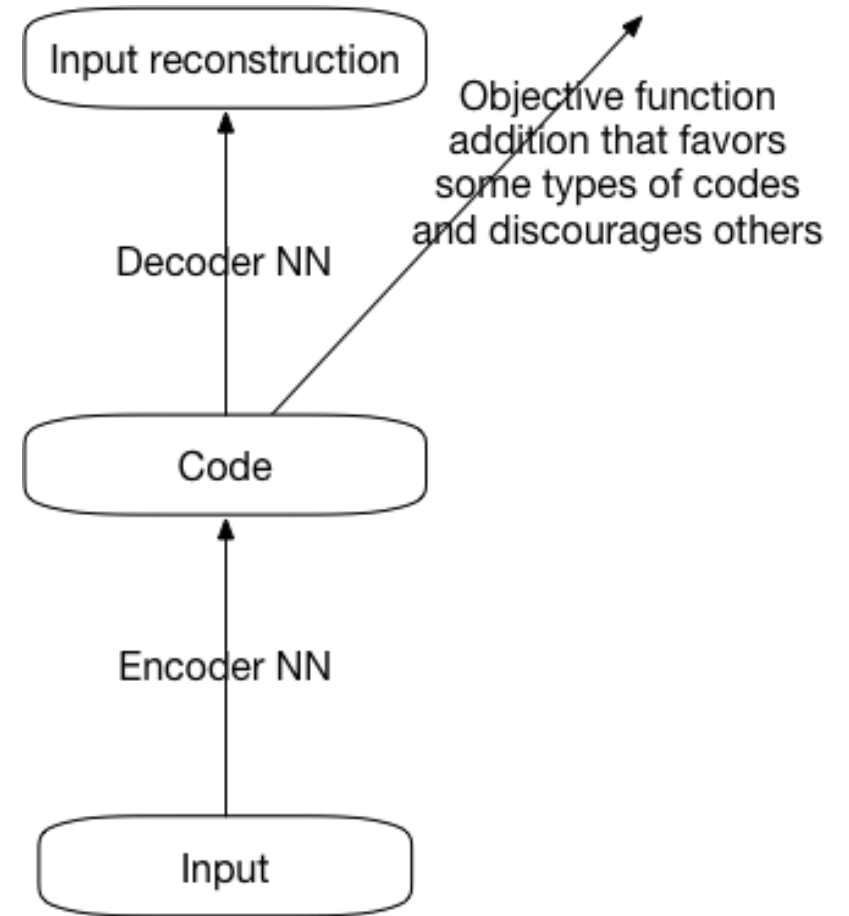 Input reconstruction
Objective function
addition that favors
some types of codes
and discourages others
Decoder NN
Code
Encoder NN
Input